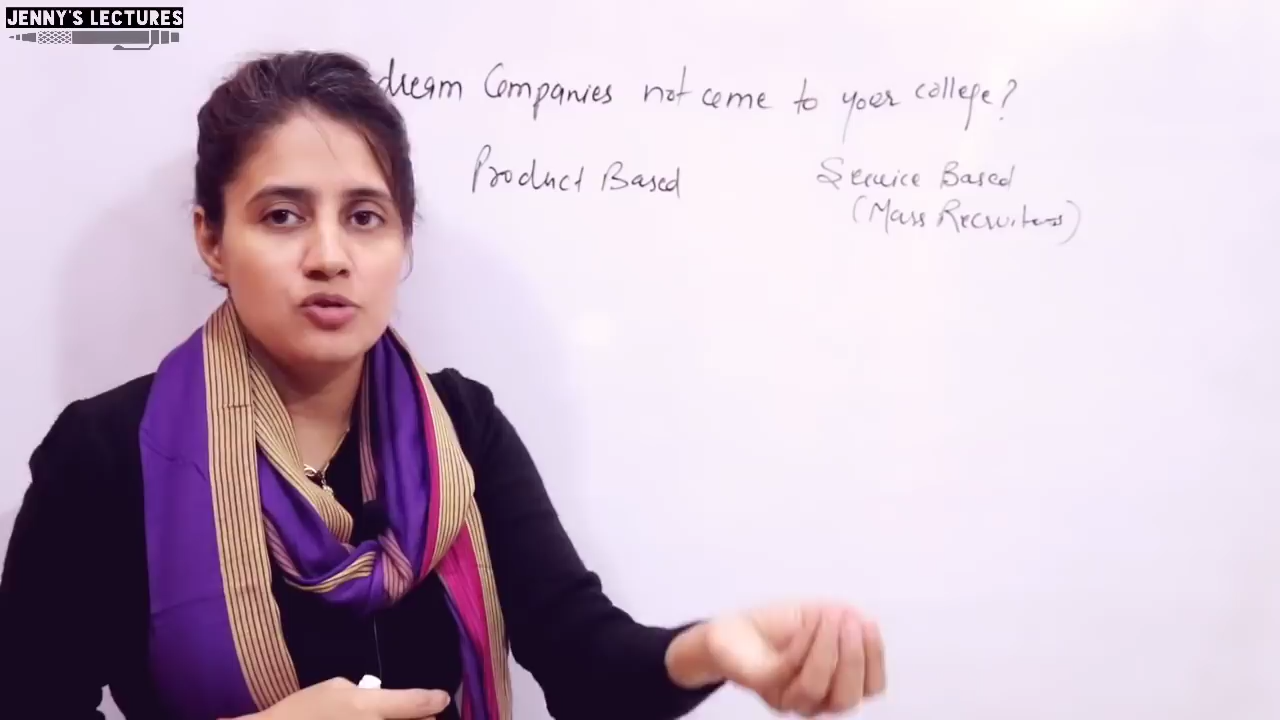 JENNY'S LECTURES
dream Companies not come to your college?
Product Based
Service Based
(Mass Recruiters)